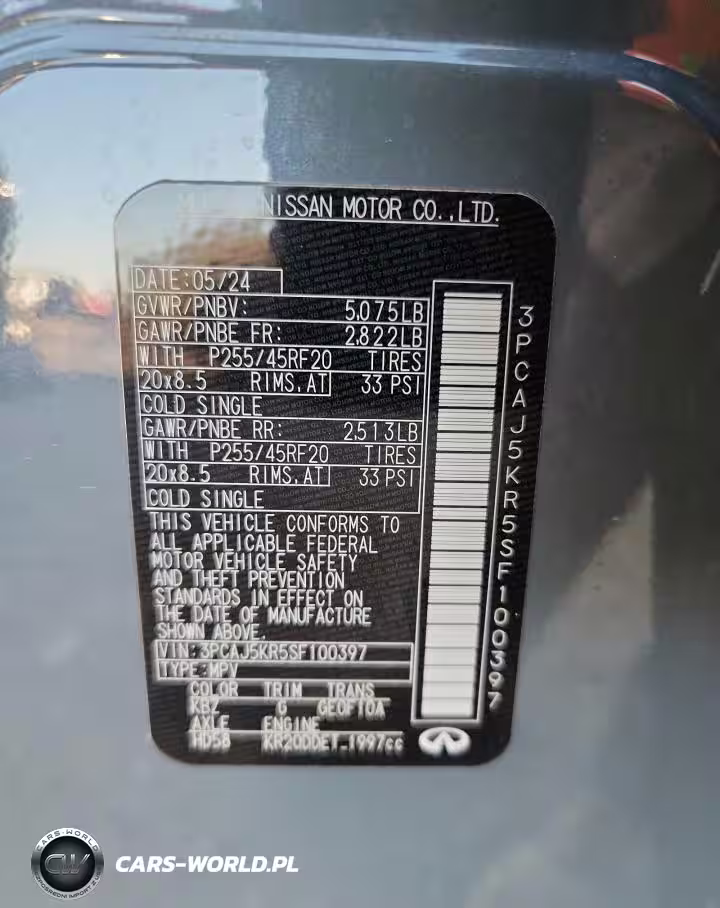 NISSAN MOTOR CO.,LTD.
DATE:05/24
GVWR/PNBV: 5,075LB
GAWR/PNBE FR: 2,822LB
WITH P255/45RF20 TIRES
20x8.5 RIMS,AT 33 PSI
COLD SINGLE
GAWR/PNBE RR: 2,513LB
WITH P255/45RF20 TIRES
20x8.5 RIMS,AT 33 PSI
COLD SINGLE
THIS VEHICLE CONFORMS TO
ALL APPLICABLE FEDERAL
MOTOR VEHICLE SAFETY
AND THEFT PREVENTION
STANDARDS IN EFFECT ON
THE DATE OF MANUFACTURE
SHOWN ABOVE.
VIN:3PCAJ5KR5SF100397
TYPE:MPV
COLOR TRIM TRANS
KBZ G GEOF10A
AXLE ENGINE
HD58 KR20DDET 1997cc
3PCAJ5KR5SF100397
CARS-WORLD
CW
CARS-WORLD.PL